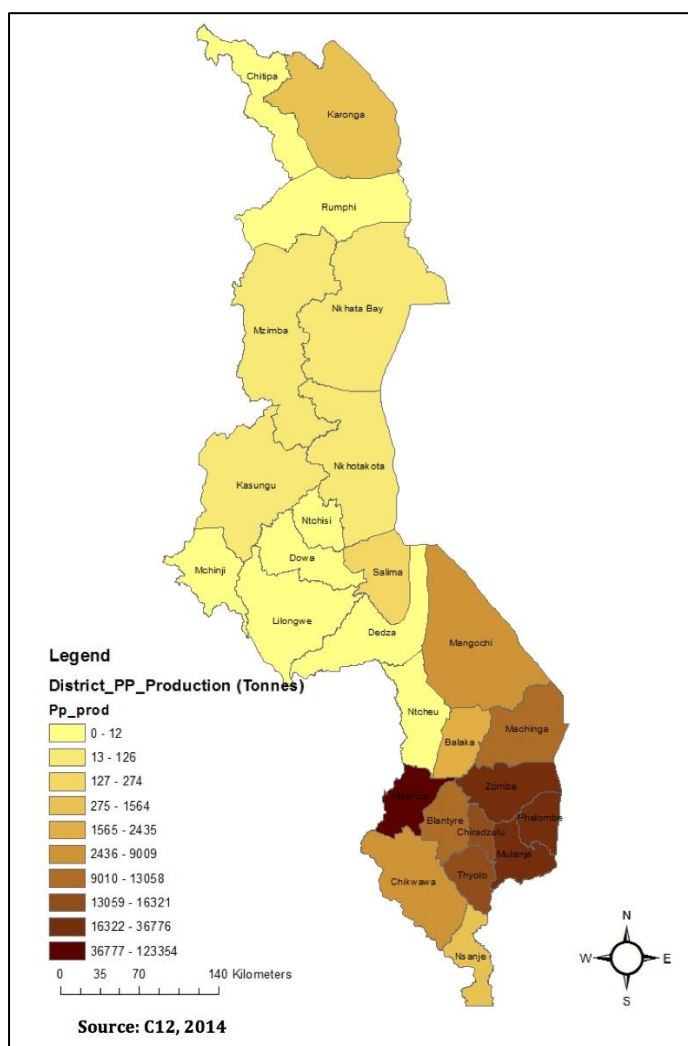 Chitipa
Karonga
Rumphi
Nkhata Bay
Mzimba
Nkhotakota
Kasungu
Ntchisi
Dowa
Mchinji
Salima
Lilongwe
Dedza
Mangochi
Ntcheu
Machinga
Balaka
Zomba
Blantyre
Phalombe
Chiradzulu
Mulanje
Thyolo
Chikwawa
Nsanje
Legend
District_PP_Production (Tonnes)
Pp_prod
0 - 12
13 - 126
127 - 274
275 - 1564
1565 - 2435
2436 - 9009
9010 - 13058
13059 - 16321
16322 - 36776
36777 - 123354
0 35 70 140 Kilometers
N
W E
S
Source: C12, 2014